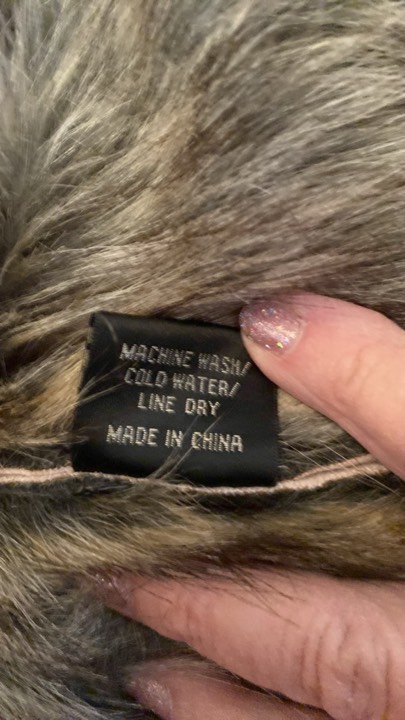 MACHINE WASH/
COLD WATER/
LINE DRY
MADE IN CHINA